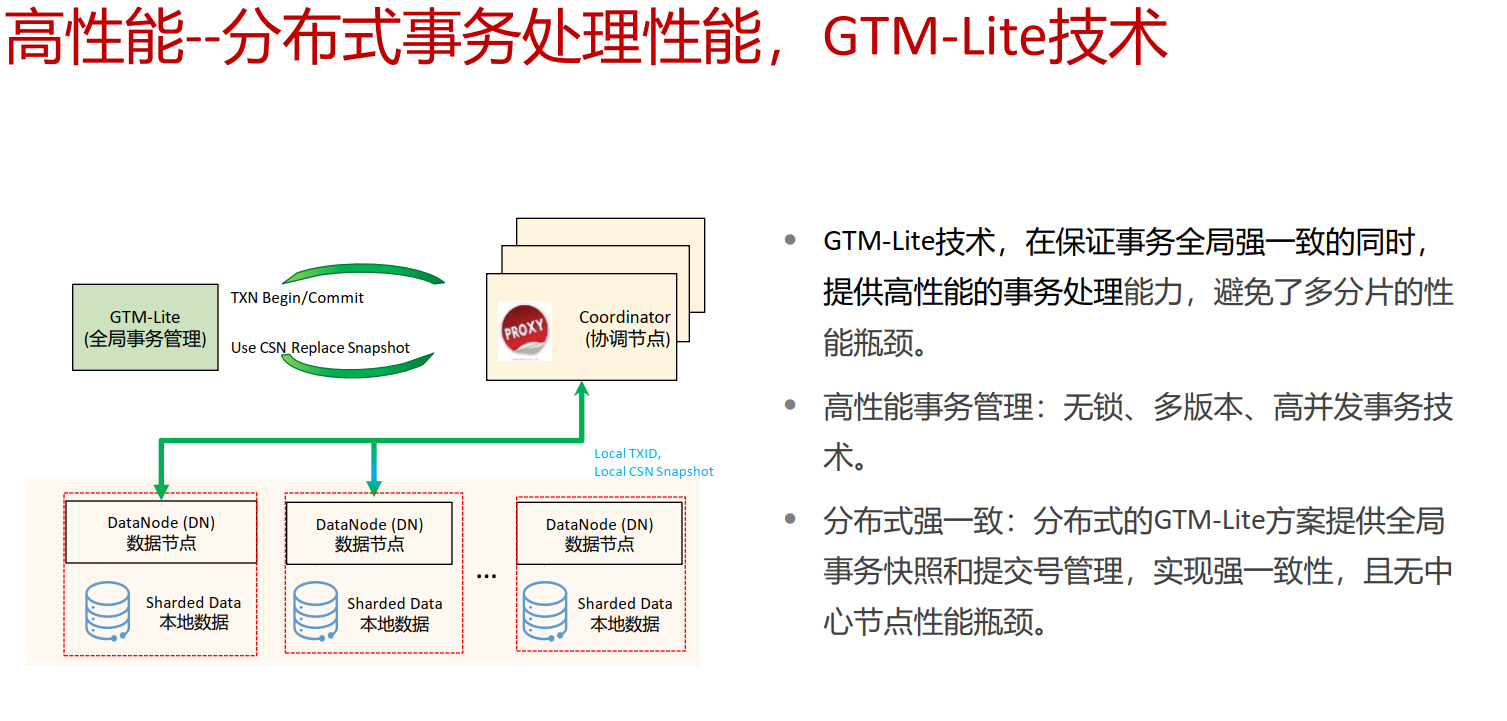 高性能--分布式事务处理性能，GTM-Lite技术
GTM-Lite
(全局事务管理)
TXN Begin/Commit
Use CSN Replace Snapshot
PROXY
Coordinator
(协调节点)
Local TXID,
Local CSN Snapshot
DataNode (DN)
数据节点
Sharded Data
本地数据
DataNode (DN)
数据节点
Sharded Data
本地数据
...
DataNode (DN)
数据节点
Sharded Data
本地数据
• GTM-Lite技术，在保证事务全局强一致的同时，
提供高性能的事务处理能力，避免了多分片的性
能瓶颈。
• 高性能事务管理：无锁、多版本、高并发事务技
术。
• 分布式强一致：分布式的GTM-Lite方案提供全局
事务快照和提交号管理，实现强一致性，且无中
心节点性能瓶颈。